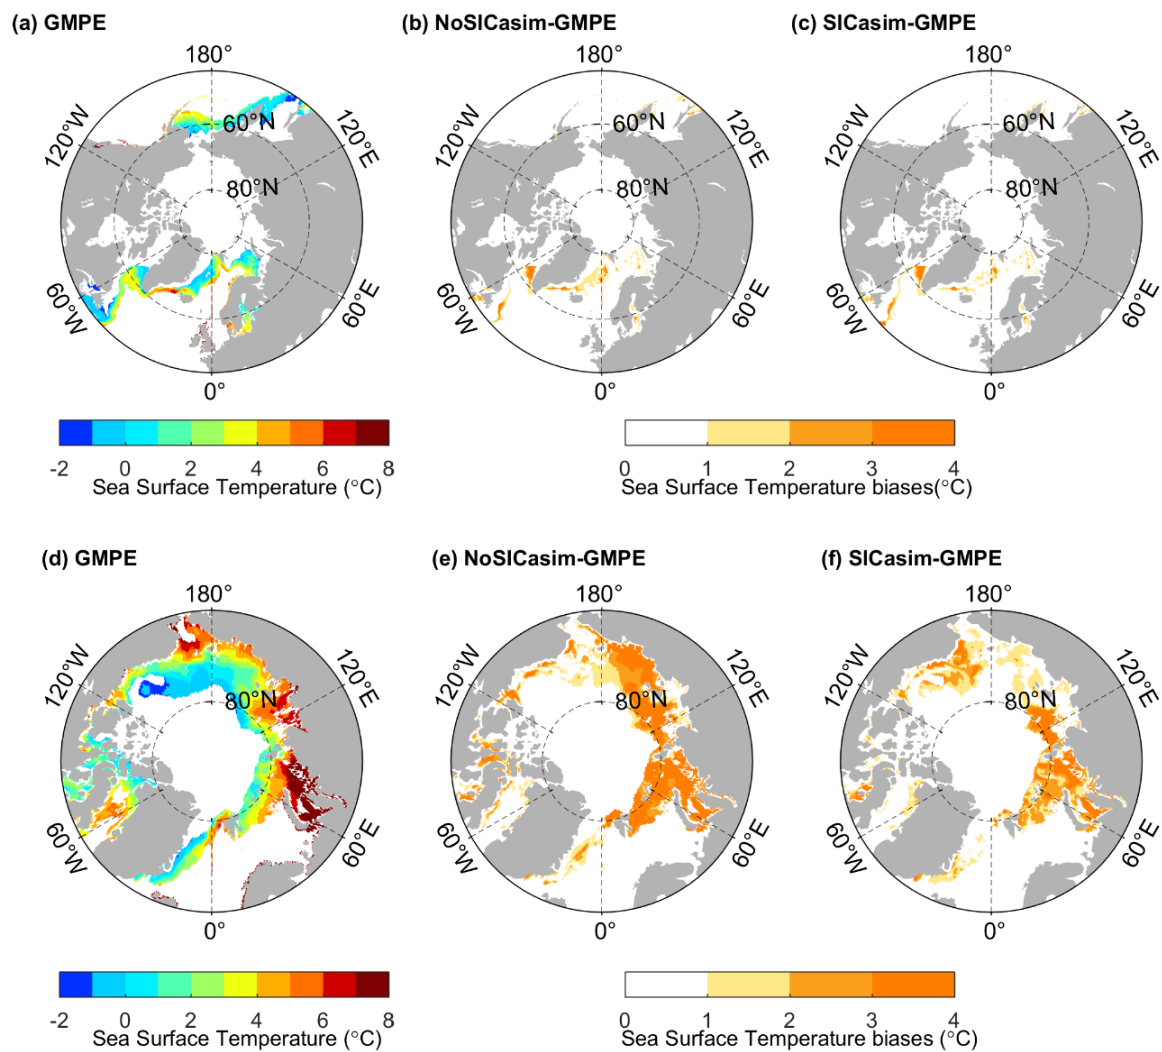 (a) GMPE
(b) NoSICasim-GMPE
(c) SICasim-GMPE
180°
180°
180°
120°W
60°N
120°E
120°W
60°N
120°E
120°W
60°N
120°E
80°N
80°N
80°N
60°W
60°E
60°W
60°E
60°W
60°E
0°
0°
0°
-2 0 2 4 6 8
Sea Surface Temperature (°C)
0 1 2 3 4
Sea Surface Temperature biases(°C)
(d) GMPE
(e) NoSICasim-GMPE
(f) SICasim-GMPE
180°
180°
180°
120°W
120°E
120°W
120°E
120°W
120°E
80°N
80°N
80°N
60°W
60°E
60°W
60°E
60°W
60°E
0°
0°
0°
-2 0 2 4 6 8
Sea Surface Temperature (°C)
0 1 2 3 4
Sea Surface Temperature biases (°C)